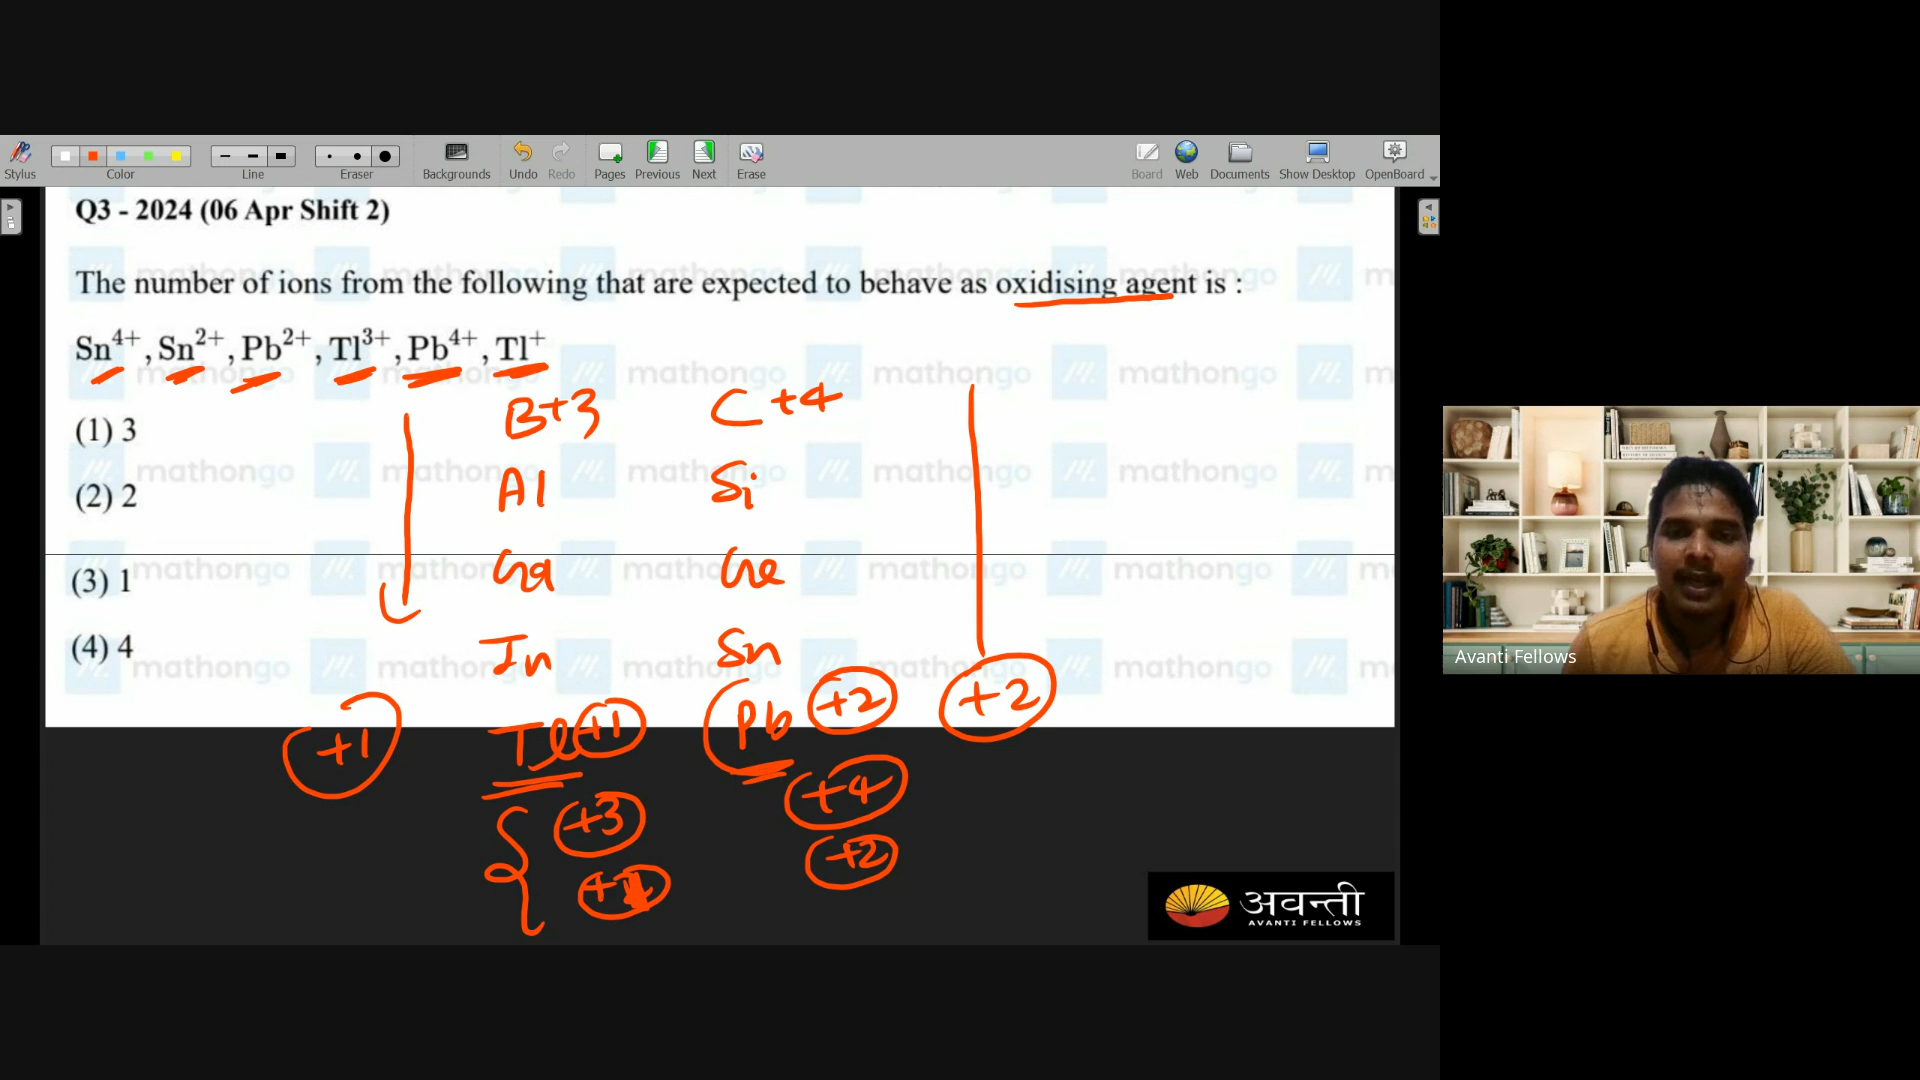 Stylus Color Line Eraser Backgrounds Undo Redo Pages Previous Next Erase Board Web Documents Show Desktop OpenBoard
Q3 - 2024 (06 Apr Shift 2)
The number of ions from the following that are expected to behave as oxidising agent is :
Sn⁴⁺, Sn²⁺, Pb²⁺, Tl³⁺, Pb⁴⁺, Tl⁺
(1) 3
(2) 2
(3) 1
(4) 4
B+3 C +4
Al Si
Ga Ge
In Sn
+1 Tl +1 Pb +2 +2
+3 +4
+1 +2
mathongo
अवन्ती
AVANTI FELLOWS
Avanti Fellows